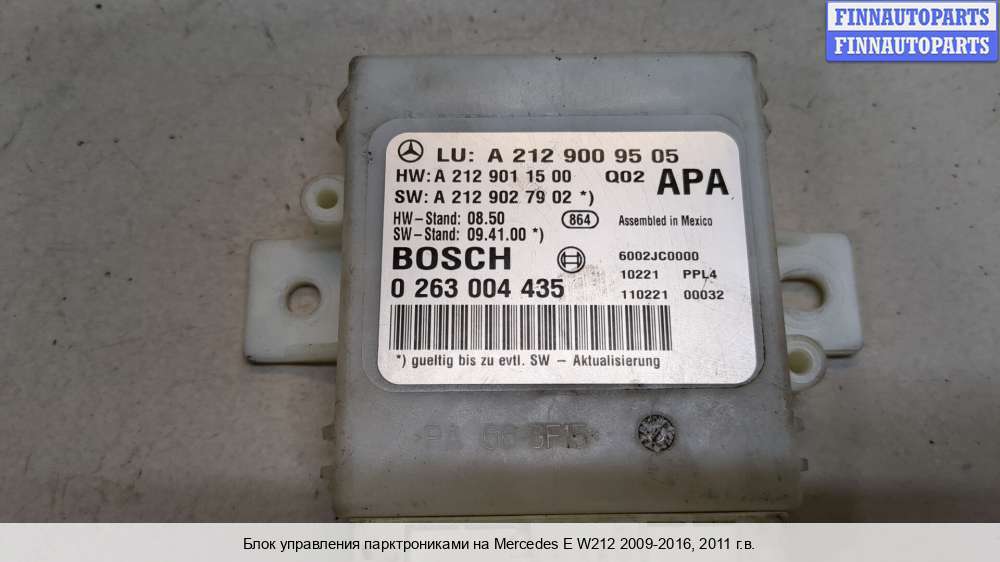 FINNAUTOPARTS
FINNAUTOPARTS
LU: A 212 900 95 05
HW: A 212 901 15 00 Q02 APA
SW: A 212 902 79 02 *)
HW-Stand: 08.50 864 Assembled in Mexico
SW-Stand: 09.41.00 *)
BOSCH 6002JC0000
10221 PPL4
0 263 004 435 110221 00032
*) gueltig bis zu evtl. SW - Aktualisierung
Блок управления парктрониками на Mercedes E W212 2009-2016, 2011 г.в.